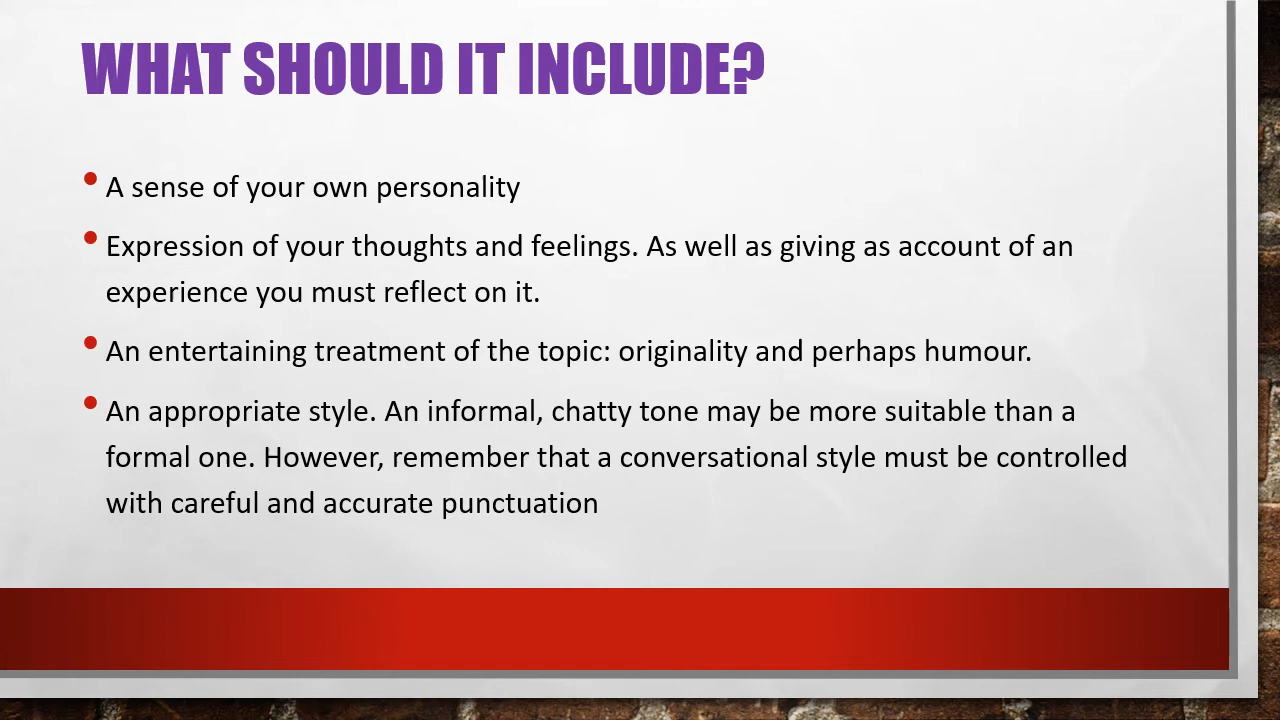 WHAT SHOULD IT INCLUDE?
• A sense of your own personality
• Expression of your thoughts and feelings. As well as giving as account of an
experience you must reflect on it.
• An entertaining treatment of the topic: originality and perhaps humour.
• An appropriate style. An informal, chatty tone may be more suitable than a
formal one. However, remember that a conversational style must be controlled
with careful and accurate punctuation